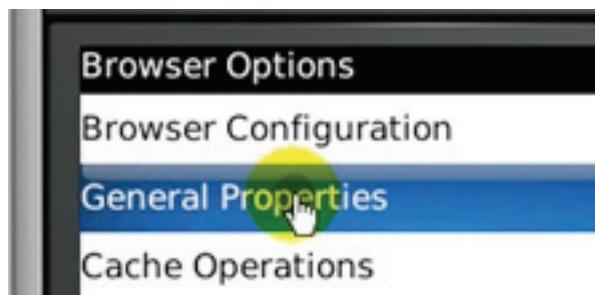 Browser Options
Browser Configuration
General Properties
Cache Operations